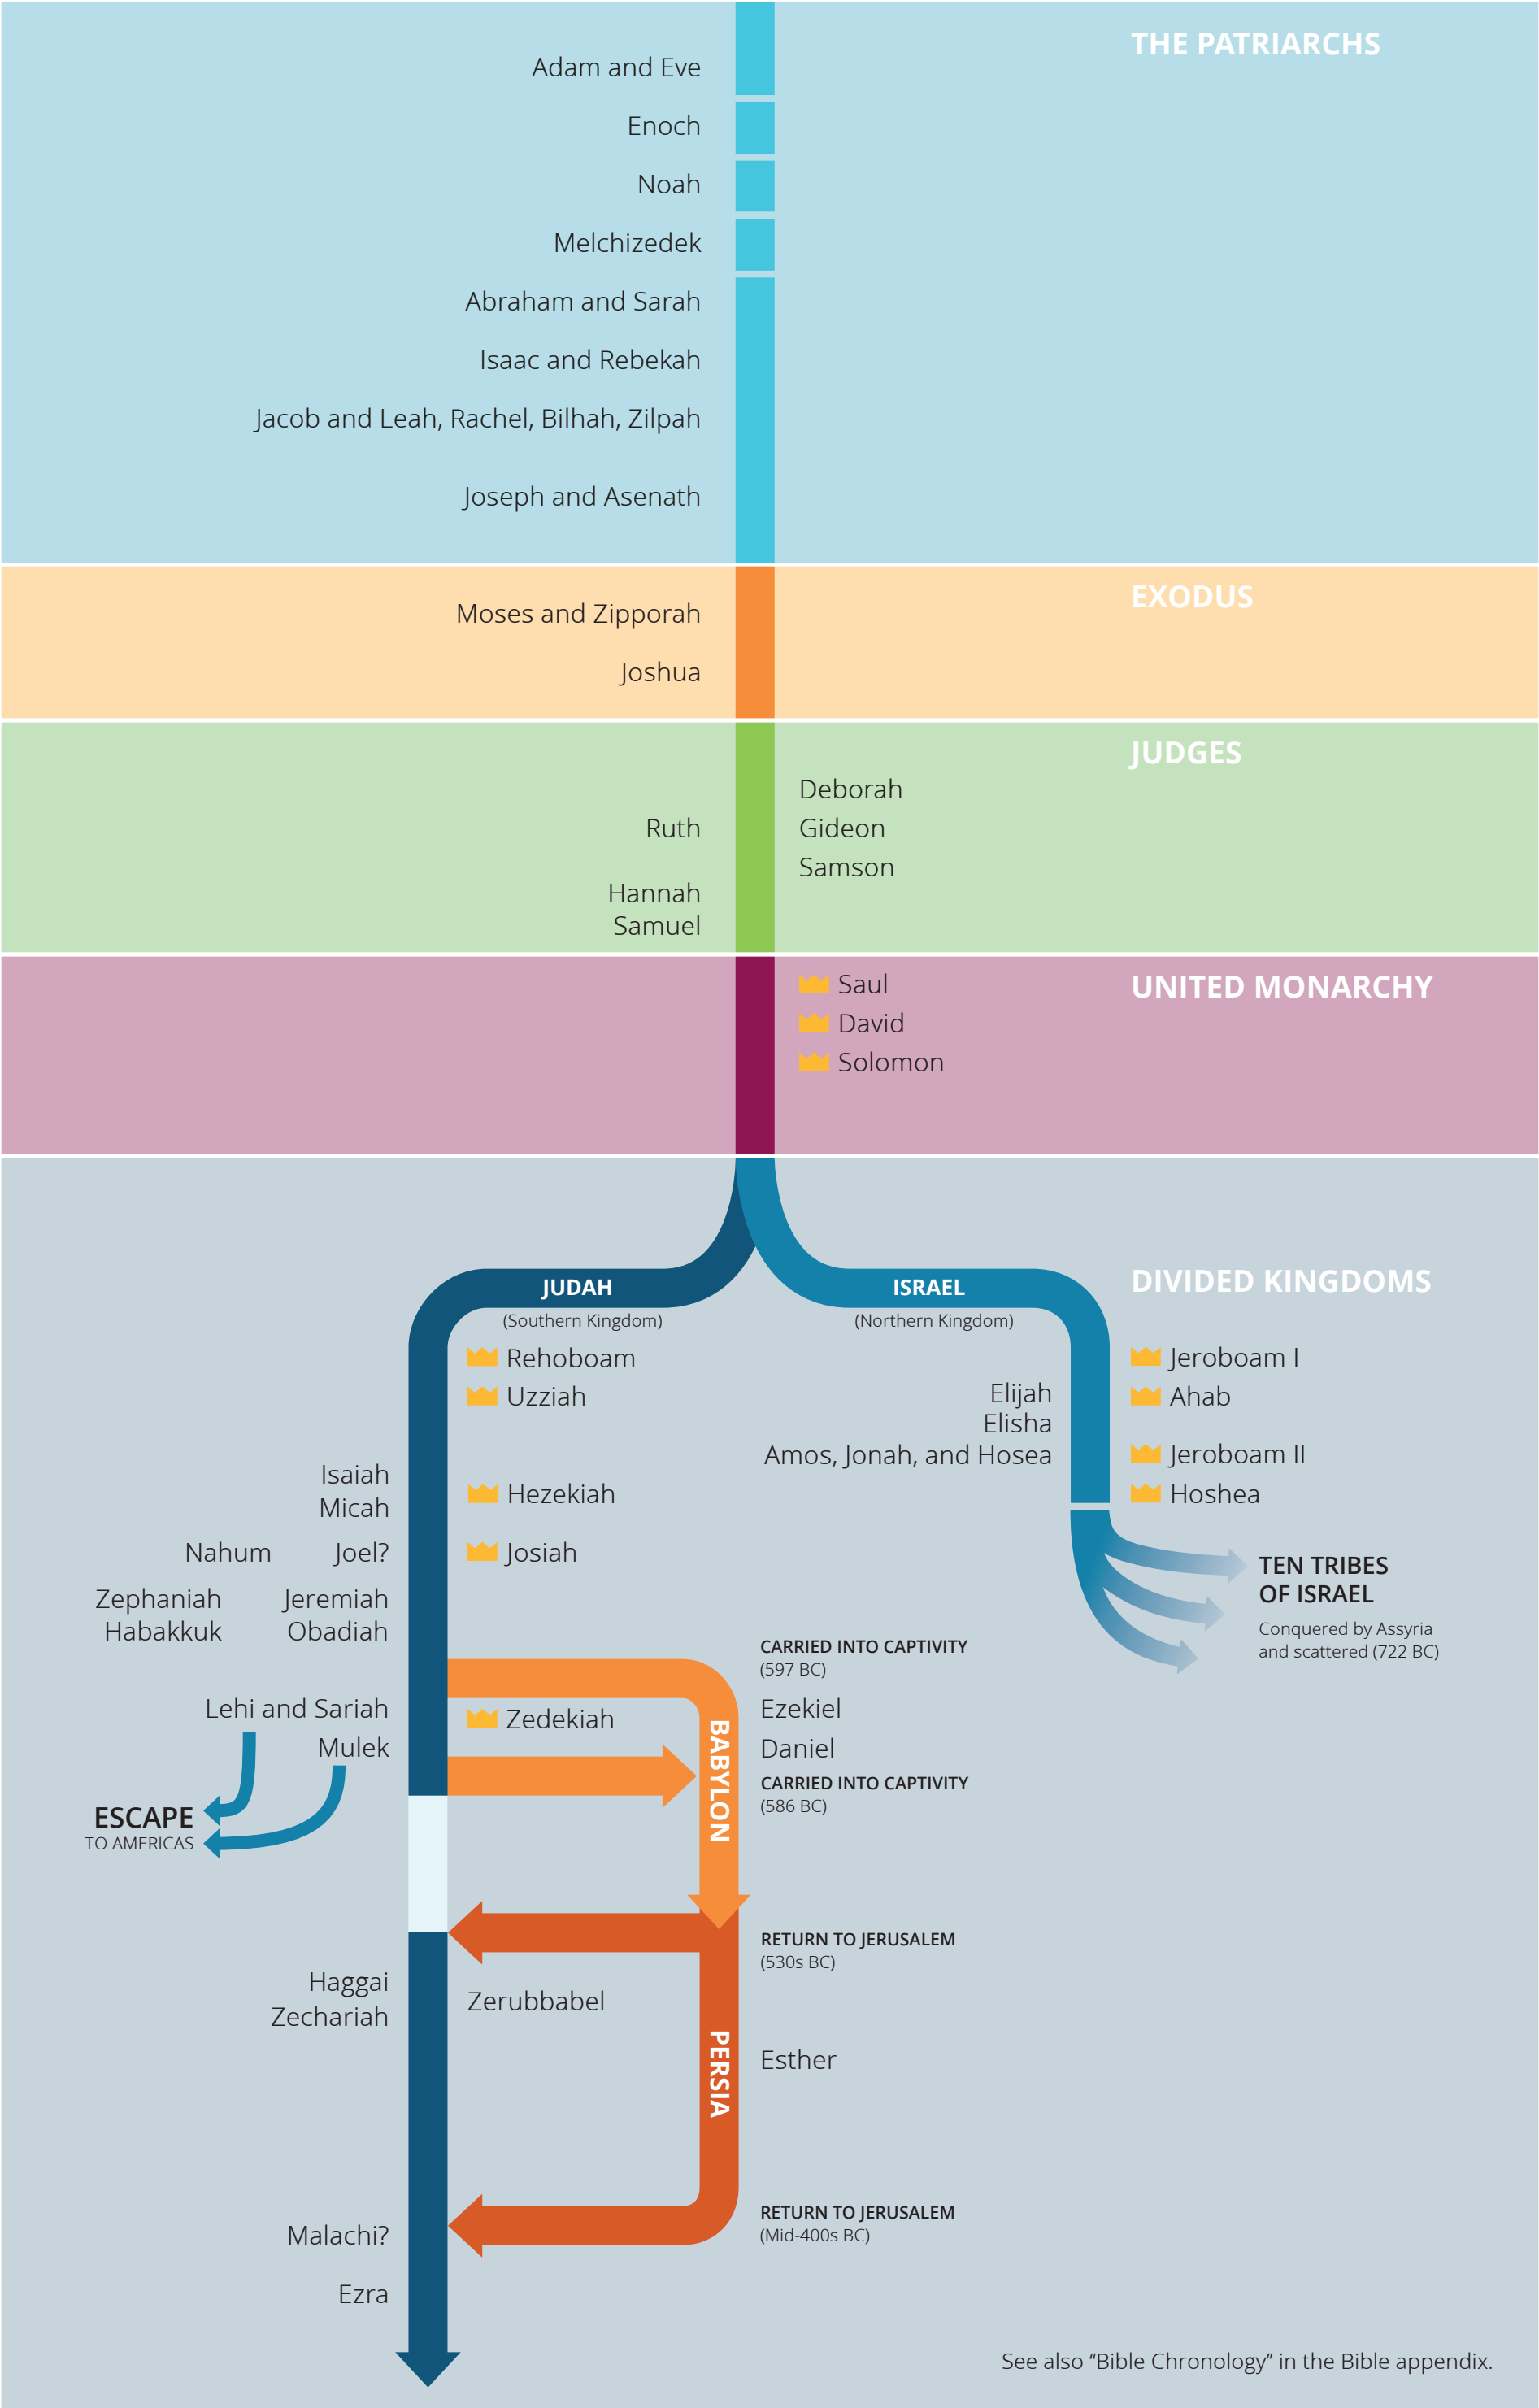 THE PATRIARCHS
Adam and Eve
Enoch
Noah
Melchizedek
Abraham and Sarah
Isaac and Rebekah
Jacob and Leah, Rachel, Bilhah, Zilpah
Joseph and Asenath
EXODUS
Moses and Zipporah
Joshua
JUDGES
Deborah
Ruth
Gideon
Samson
Hannah
Samuel
UNITED MONARCHY
Saul
David
Solomon
DIVIDED KINGDOMS
JUDAH
(Southern Kingdom)
ISRAEL
(Northern Kingdom)
Rehoboam
Uzziah
Jeroboam I
Elijah
Ahab
Elisha
Amos, Jonah, and Hosea
Jeroboam II
Isaiah
Micah
Hezekiah
Hoshea
Nahum
Joel?
Josiah
TEN TRIBES
OF ISRAEL
Conquered by Assyria
and scattered (722 BC)
Zephaniah
Habakkuk
Jeremiah
Obadiah
CARRIED INTO CAPTIVITY
(597 BC)
Lehi and Sariah
Zedekiah
Ezekiel
Mulek
BABYLON
Daniel
CARRIED INTO CAPTIVITY
(586 BC)
ESCAPE
TO AMERICAS
RETURN TO JERUSALEM
(530s BC)
Haggai
Zechariah
Zerubbabel
PERSIA
Esther
RETURN TO JERUSALEM
(Mid-400s BC)
Malachi?
Ezra
See also “Bible Chronology” in the Bible appendix.